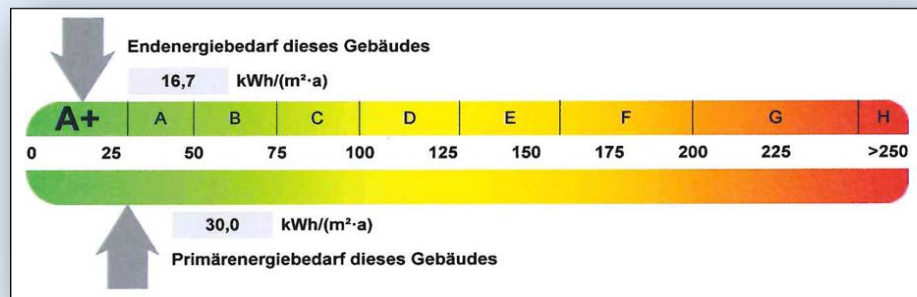 Endenergiebedarf dieses Gebäudes
16,7 kWh/(m²·a)
A+ A B C D E F G H
0 25 50 75 100 125 150 175 200 225 >250
30,0 kWh/(m²·a)
Primärenergiebedarf dieses Gebäudes